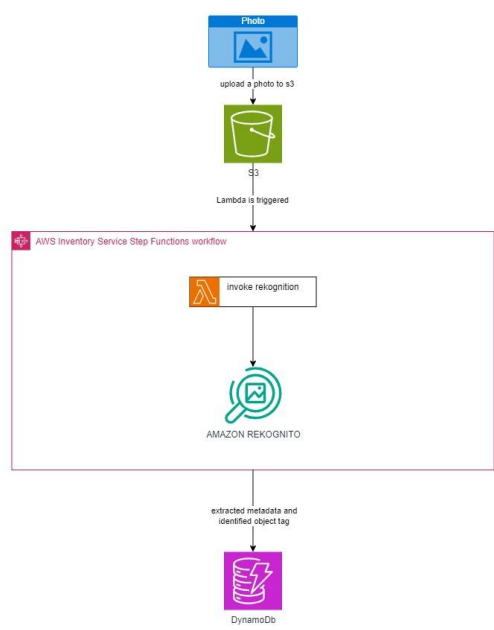 Photo
upload a photo to s3
S3
Lambda is triggered
AWS Inventory Service Step Functions workflow
invoke rekognition
AMAZON REKOGNITO
extracted metadata and
identified object tag
DynamoDb